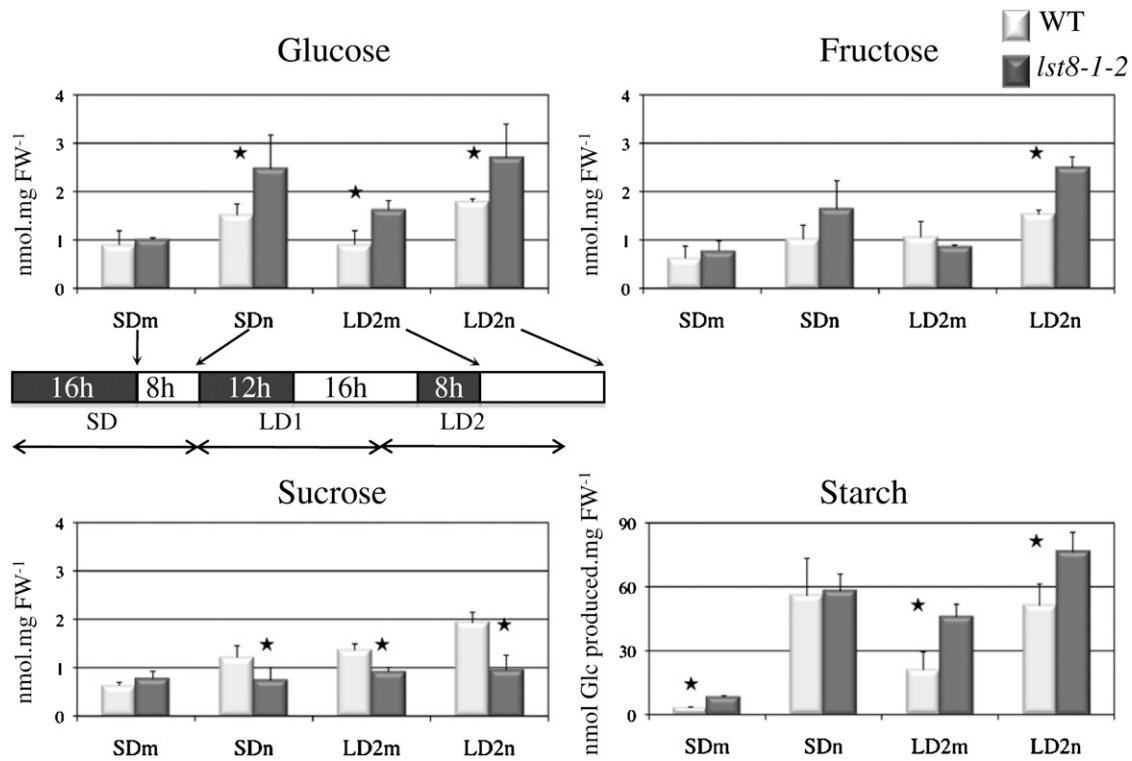 WT
lst8-1-2
Glucose
nmol.mg FW-1
4
3
2
1
0
★
★
★
SDm SDn LD2m LD2n
Fructose
nmol.mg FW-1
4
3
2
1
0
★
SDm SDn LD2m LD2n
16h 8h 12h 16h 8h
SD LD1 LD2
Sucrose
nmol.mg FW-1
4
3
2
1
0
★
★
★
SDm SDn LD2m LD2n
Starch
nmol Glc produced.mg FW-1
90
60
30
0
★
★
★
SDm SDn LD2m LD2n